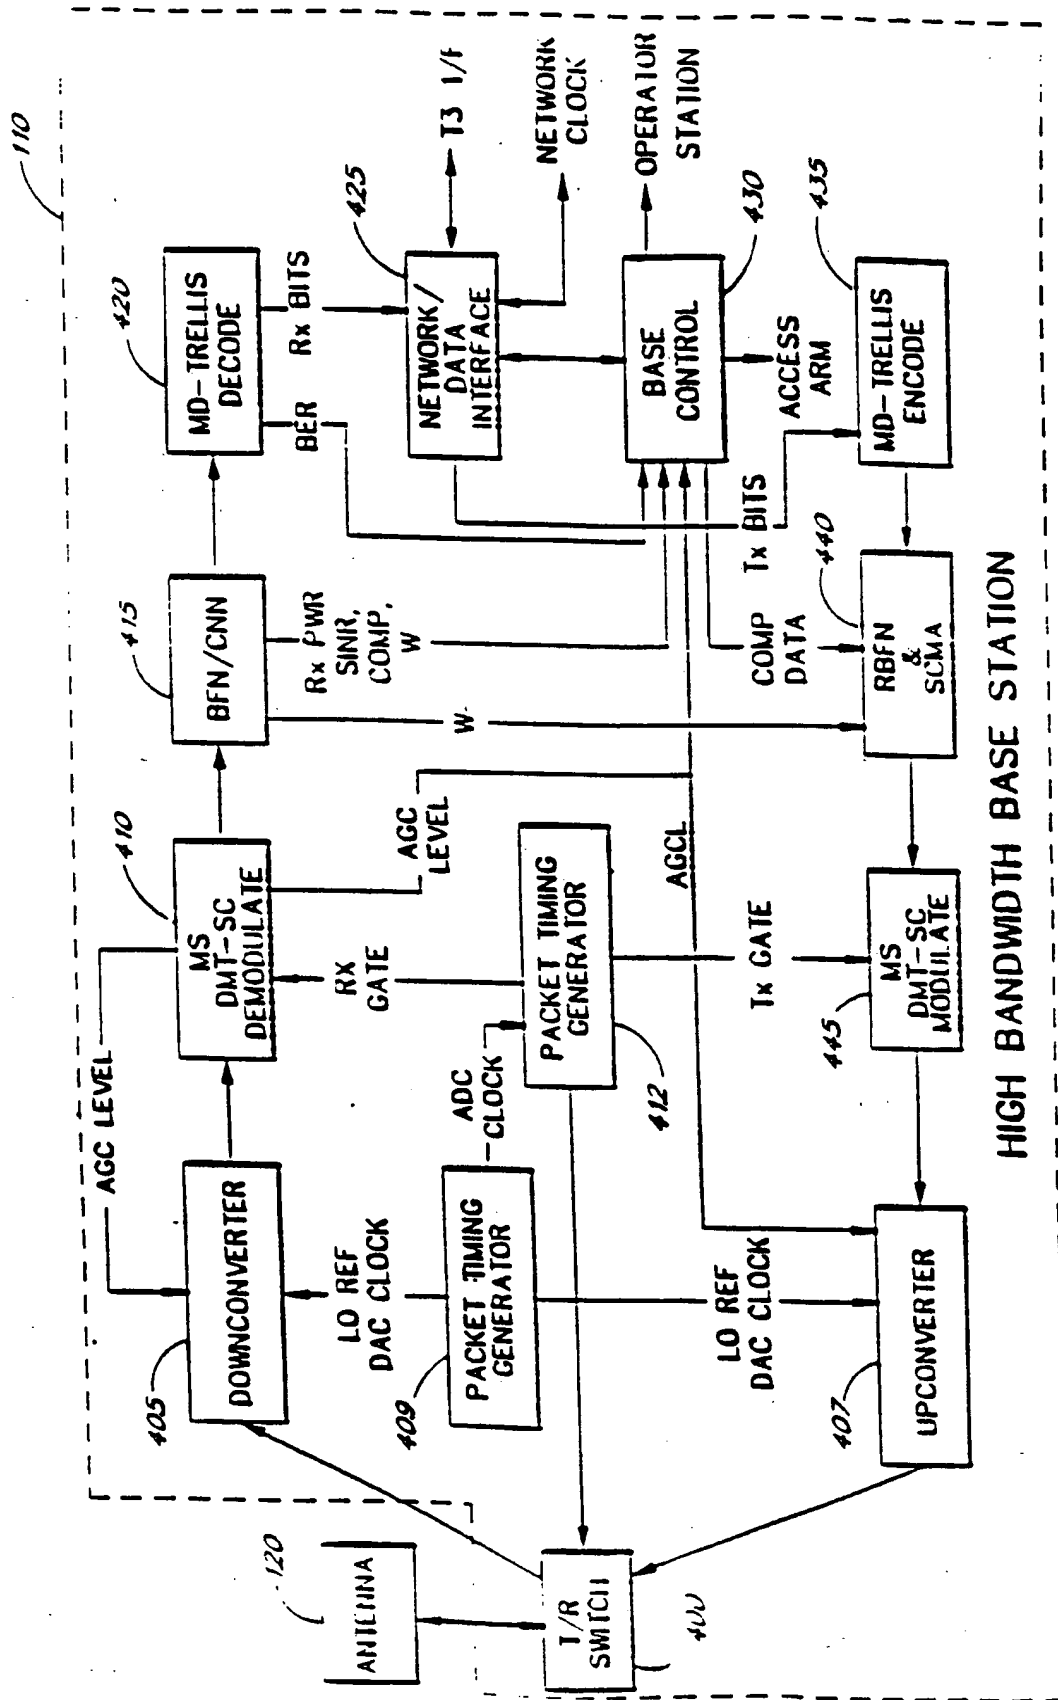 110
120
ANTENNA
T/R
SWITCH
400
405
DOWNCONVERTER
AGC LEVEL
410
MS
DMT-SC
DEMODULATE
415
BFN/CNN
420
MD-TRELLIS
DECODE
LO REF
DAC CLOCK
RX
GATE
AGC
LEVEL
W
Rx PWR
SINR,
COMP,
W
BER
Rx BITS
409
PACKET TIMING
GENERATOR
ADC
CLOCK
PACKET TIMING
GENERATOR
412
425
NETWORK/
DATA
INTERFACE
T3 I/F
NETWORK
CLOCK
AGCL
BASE
CONTROL
430
OPERATOR
STATION
LO REF
DAC CLOCK
Tx GATE
COMP
DATA
Tx BITS
ACCESS
ARM
407
UPCONVERTER
445
MS
DMT-SC
MODULATE
440
RBFN
&
SCMA
435
MD-TRELLIS
ENCODE
HIGH BANDWIDTH BASE STATION